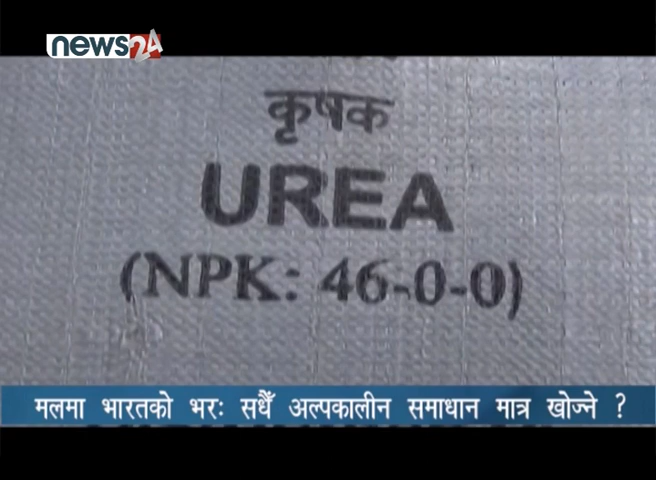 news24
कृषक
UREA
(NPK: 46-0-0)
मलमा भारतको भरः सधैँ अल्पकालीन समाधान मात्र खोज्ने ?